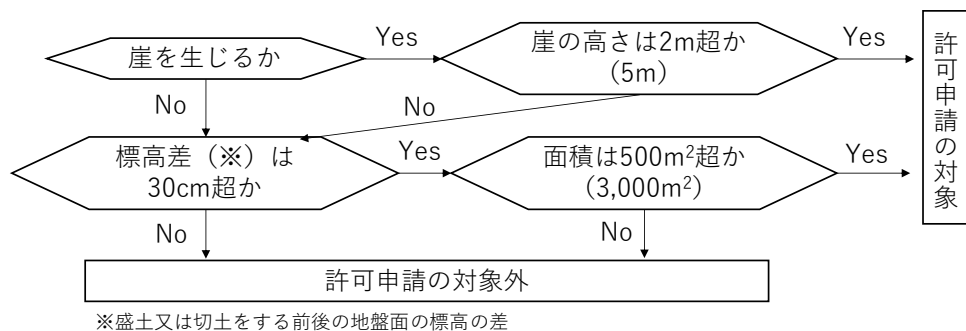 崖を生じるか
Yes
崖の高さは2m超か
(5m)
Yes
許可申請の対象
No
No
標高差（※）は
30cm超か
Yes
面積は500m²超か
(3,000m²)
Yes
No
No
許可申請の対象外
※盛土又は切土をする前後の地盤面の標高の差